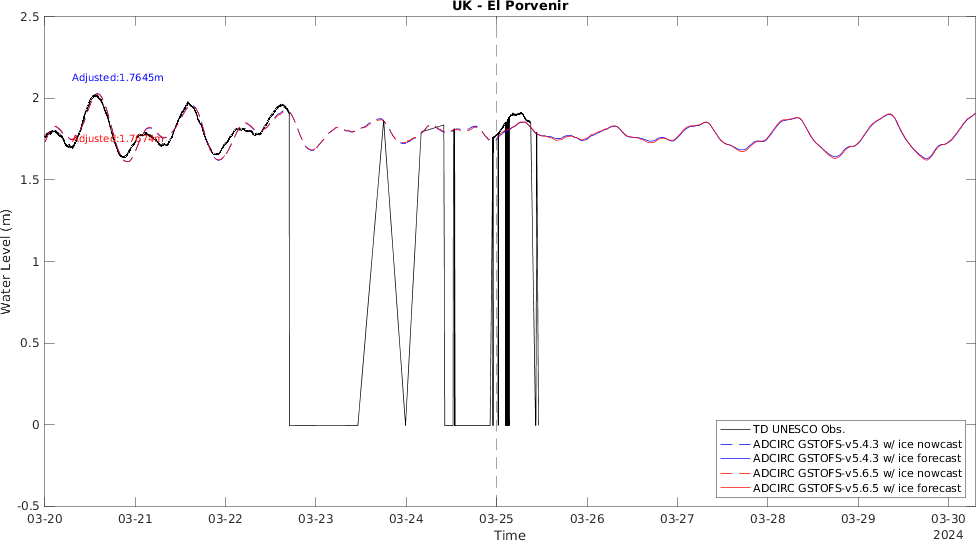 UK - El Porvenir
2.5
2
1.5
1
0.5
0
-0.5
Water Level (m)
Adjusted:1.7645m
03-20
03-21
03-22
03-23
03-24
03-25
03-26
03-27
03-28
03-29
03-30
2024
Time
TD UNESCO Obs.
ADCIRC GSTOFS-v5.4.3 w/ ice nowcast
ADCIRC GSTOFS-v5.4.3 w/ ice forecast
ADCIRC GSTOFS-v5.6.5 w/ ice nowcast
ADCIRC GSTOFS-v5.6.5 w/ ice forecast